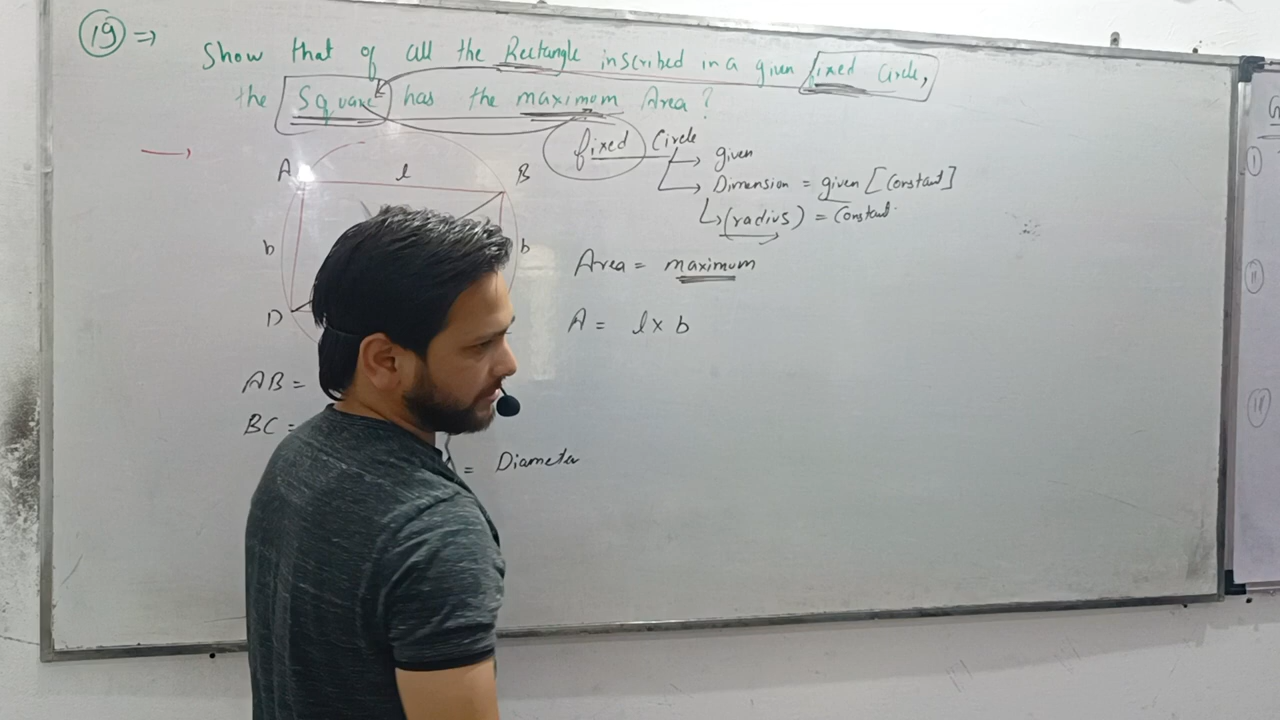 19 ⇒ Show that of all the Rectangle inscribed in a given fixed Circle,
the Square has the maximum Area?
fixed Circle
→ given
→ Dimension = given [Constant]
↳ (radius) = Constant.
A l B
b b
D
Area = maximum
A = l × b
AB =
BC =
= Diameter
I
II